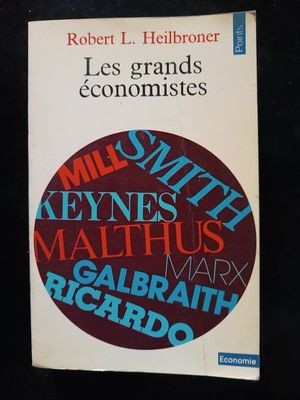 Robert L. Heilbroner
Points
Les grands
économistes
MILL
SMITH
KEYNES
MALTHUS
MARX
GALBRAITH
RICARDO
Economie